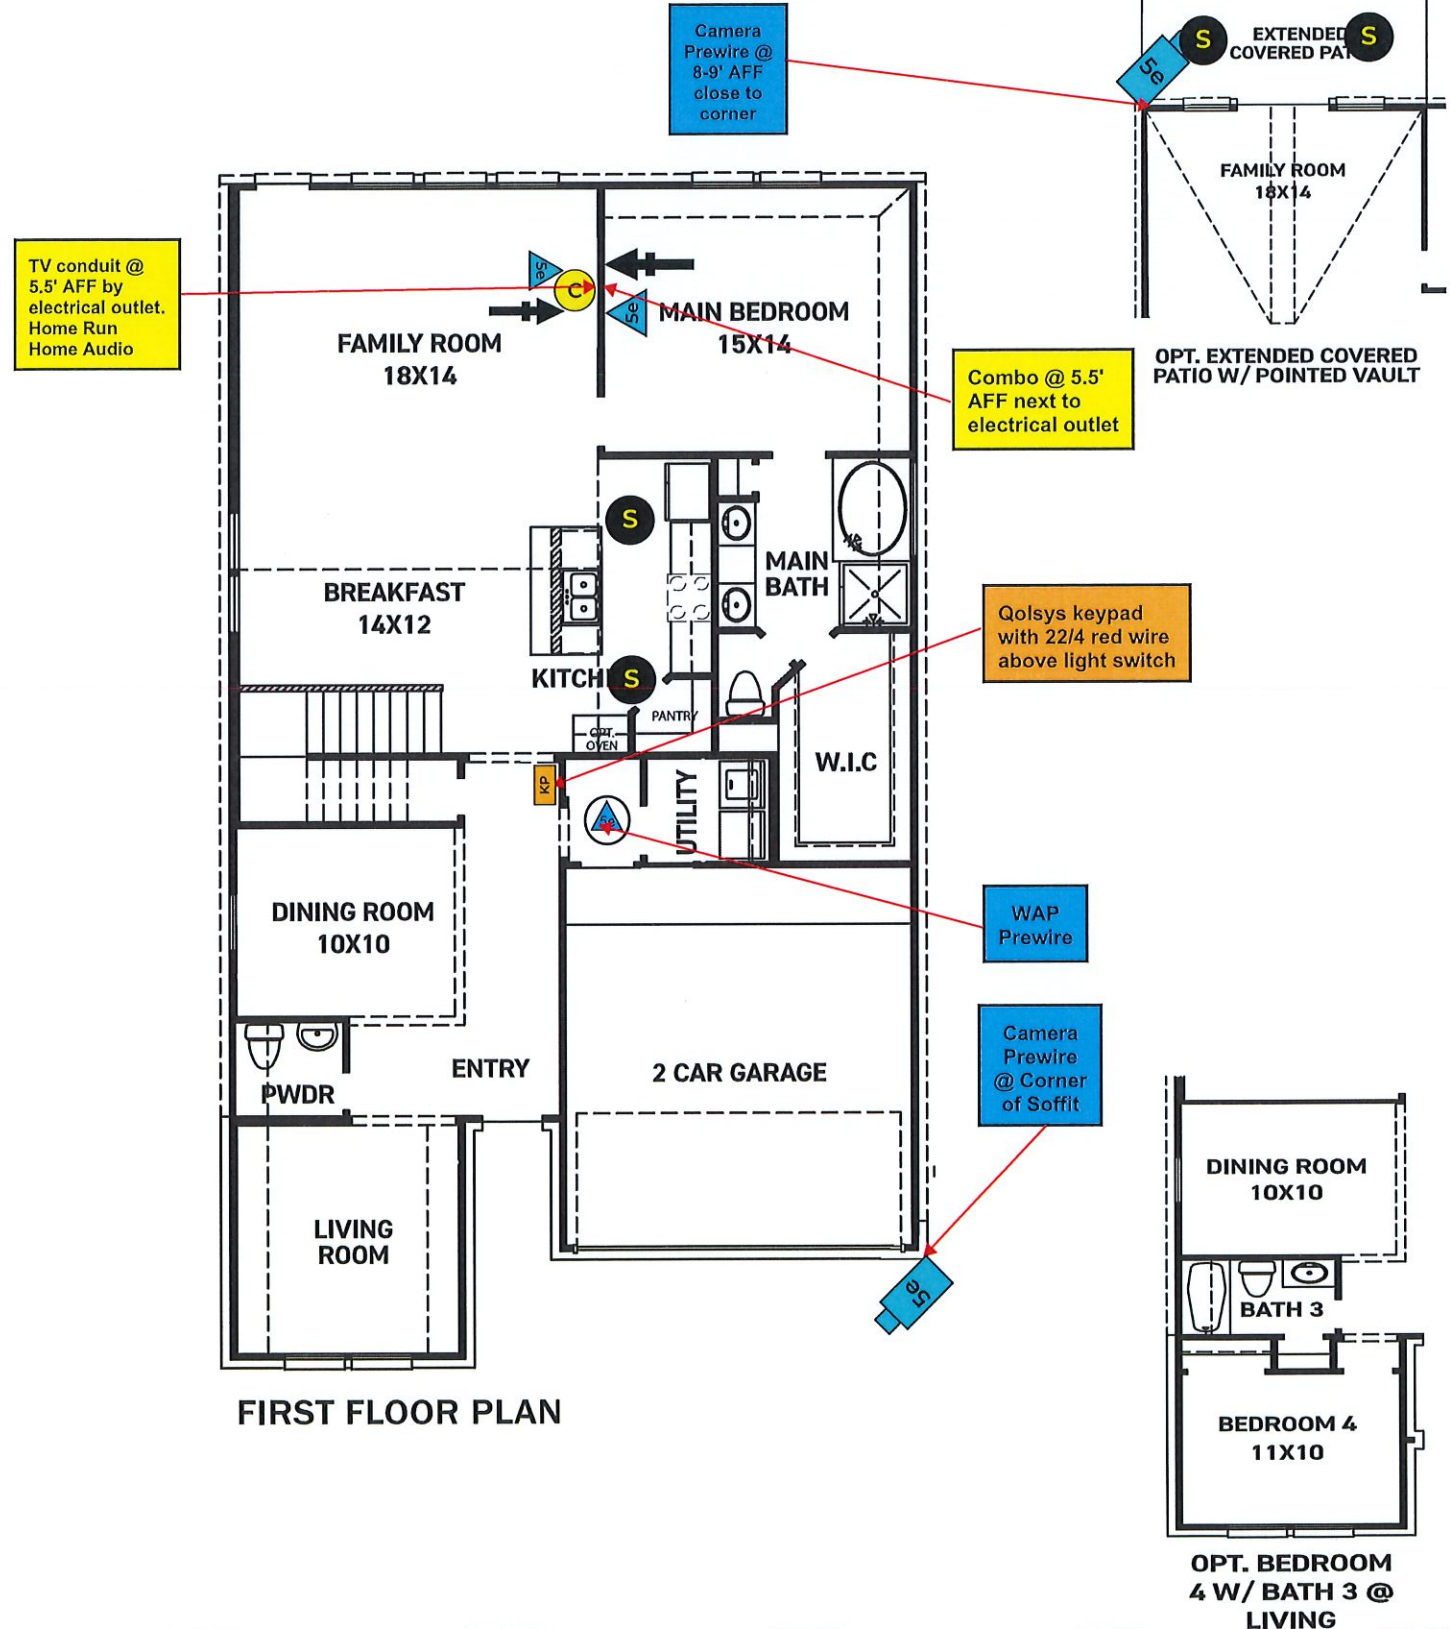 Camera
Prewire @
8-9' AFF
close to
corner
5e
S
S
EXTENDED
COVERED PAT
FAMILY ROOM
18X14
OPT. EXTENDED COVERED
PATIO W/ POINTED VAULT
TV conduit @
5.5' AFF by
electrical outlet.
Home Run
Home Audio
5e
C
5e
FAMILY ROOM
18X14
MAIN BEDROOM
15X14
Combo @ 5.5'
AFF next to
electrical outlet
S
BREAKFAST
14X12
MAIN
BATH
Qolsys keypad
with 22/4 red wire
above light switch
KITCH
S
PANTRY
OPT.
OVEN
W.I.C
KP
5e
UTILITY
DINING ROOM
10X10
WAP
Prewire
Camera
Prewire
@ Corner
of Soffit
ENTRY
2 CAR GARAGE
PWDR
LIVING
ROOM
5e
FIRST FLOOR PLAN
DINING ROOM
10X10
BATH 3
BEDROOM 4
11X10
OPT. BEDROOM
4 W/ BATH 3 @
LIVING